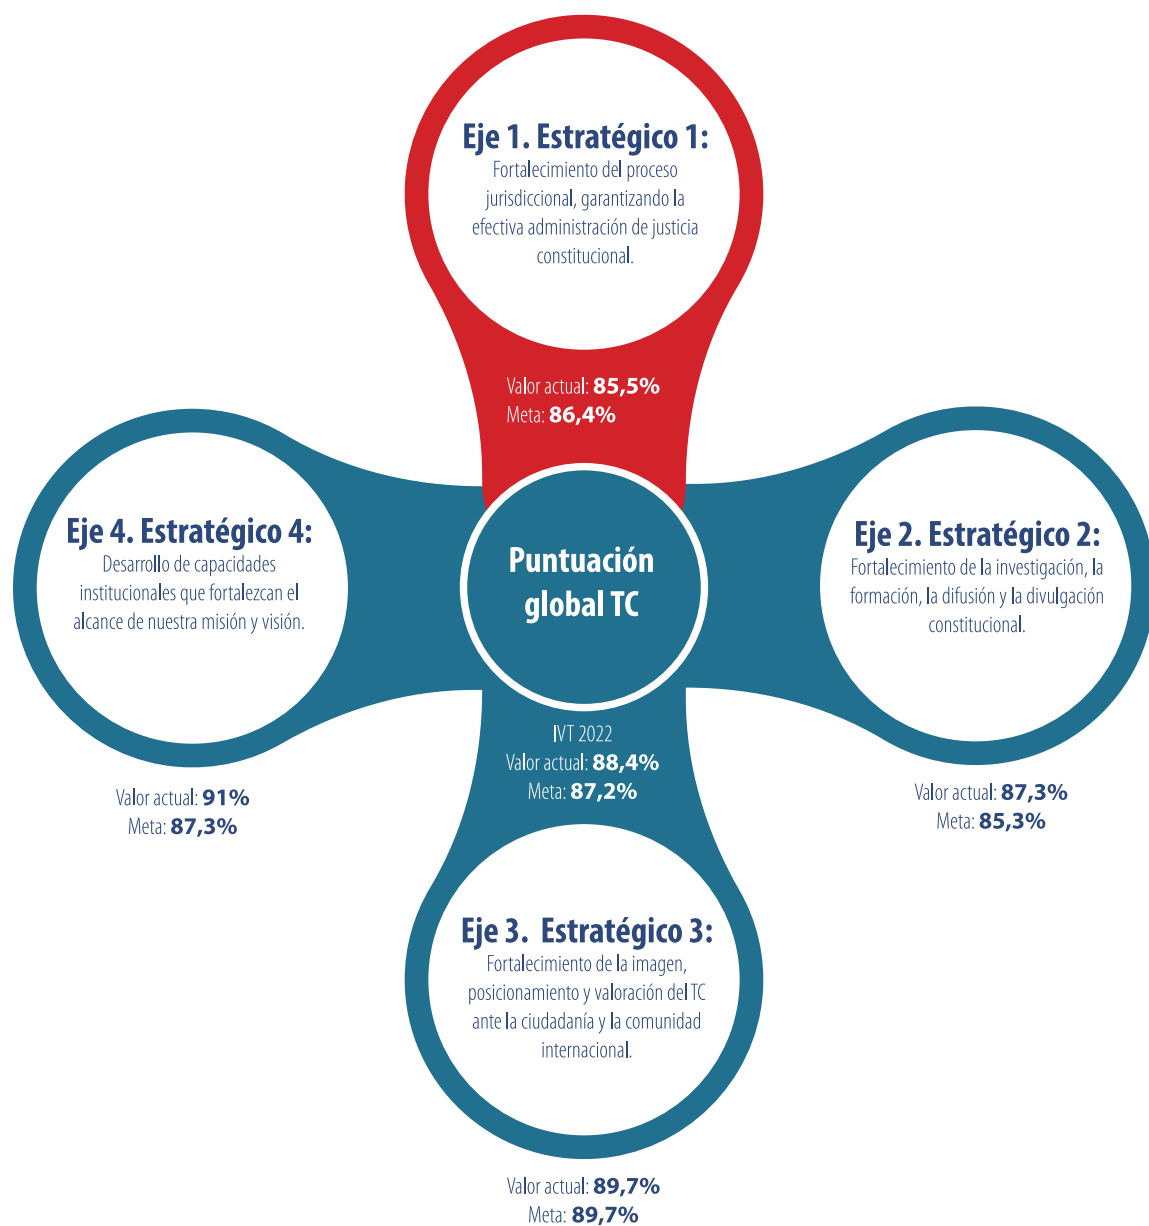 Eje 1. Estratégico 1:
Fortalecimiento del proceso
jurisdiccional, garantizando la
efectiva administración de justicia
constitucional.
Valor actual: 85,5%
Meta: 86,4%
Eje 4. Estratégico 4:
Desarrollo de capacidades
institucionales que fortalezcan el
alcance de nuestra misión y visión.
Valor actual: 91%
Meta: 87,3%
Puntuación
global TC
IVT 2022
Valor actual: 88,4%
Meta: 87,2%
Eje 2. Estratégico 2:
Fortalecimiento de la investigación, la
formación, la difusión y la divulgación
constitucional.
Valor actual: 87,3%
Meta: 85,3%
Eje 3. Estratégico 3:
Fortalecimiento de la imagen,
posicionamiento y valoración del TC
ante la ciudadanía y la comunidad
internacional.
Valor actual: 89,7%
Meta: 89,7%